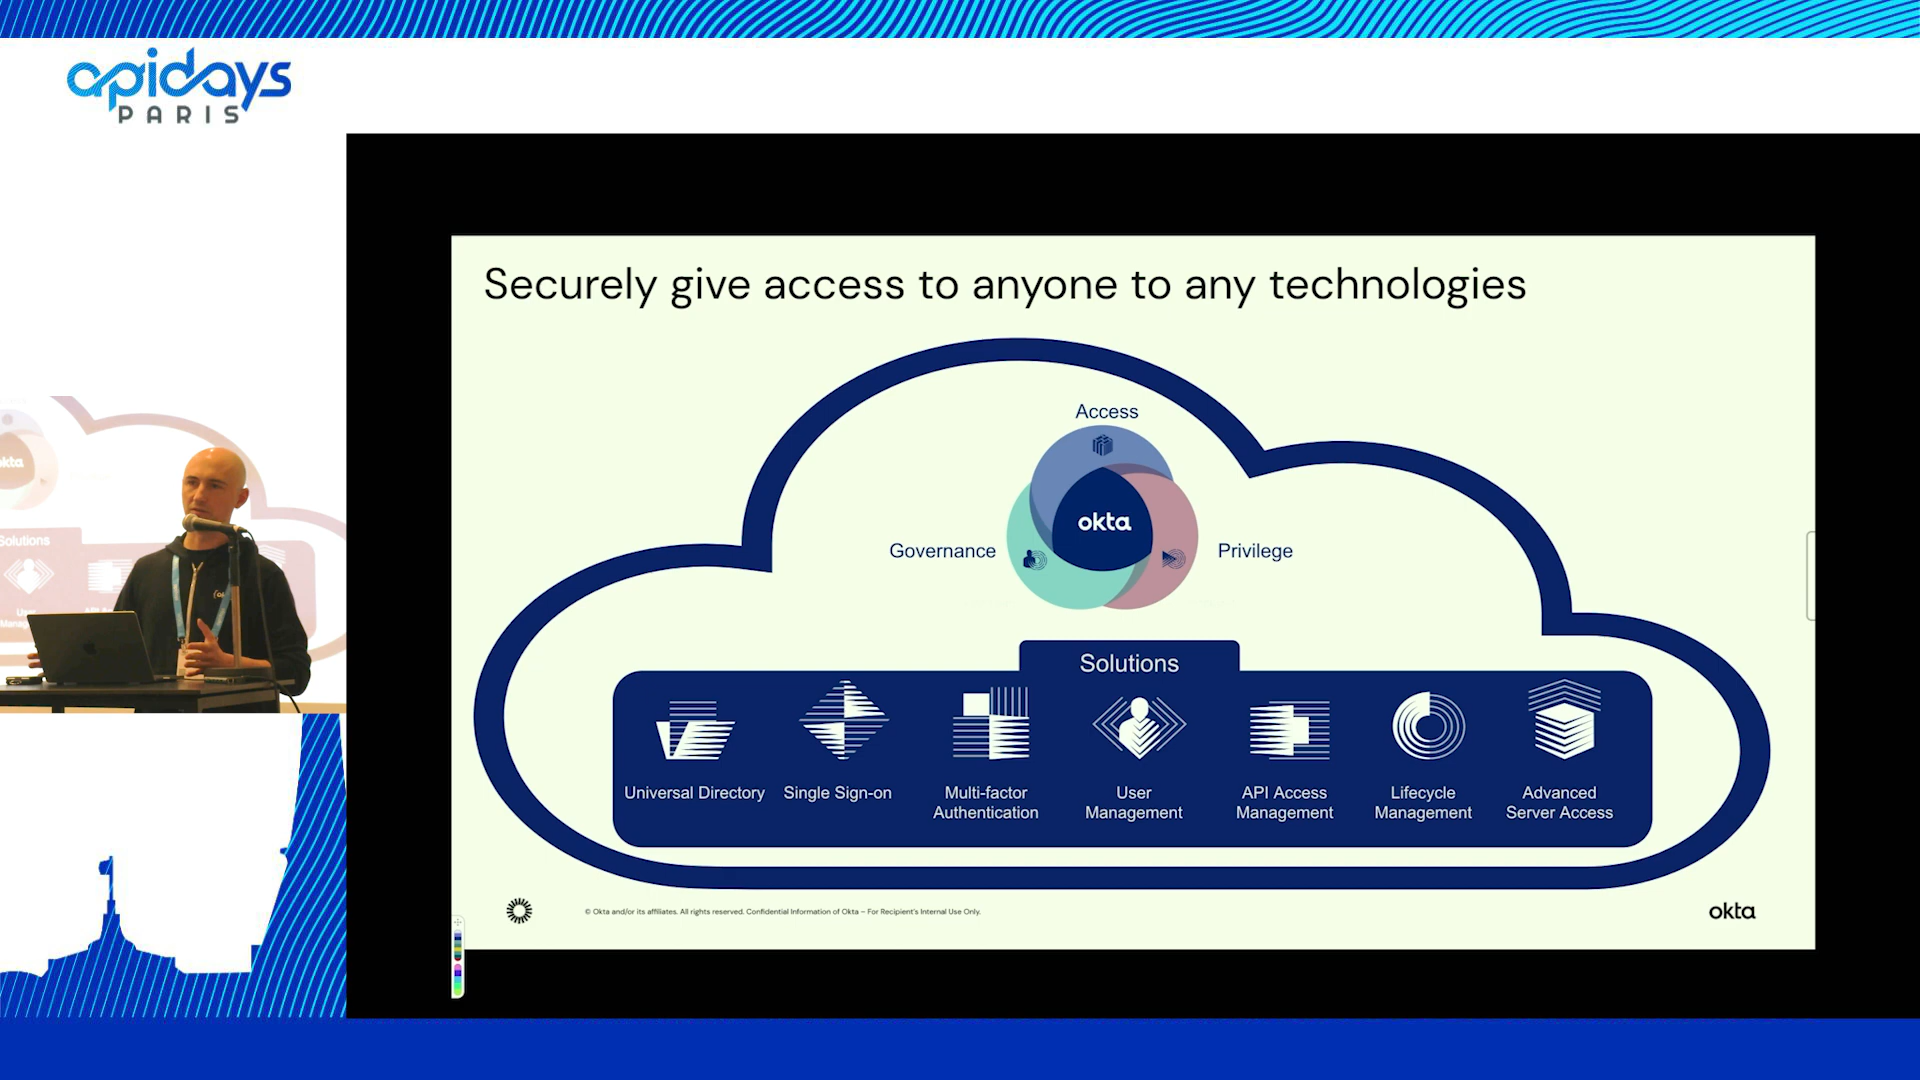 apidays
PARIS
Securely give access to anyone to any technologies
Access
okta
Governance
Privilege
Solutions
Universal Directory
Single Sign-on
Multi-factor
Authentication
User
Management
API Access
Management
Lifecycle
Management
Advanced
Server Access
© Okta and/or its affiliates. All rights reserved. Confidential Information of Okta – For Recipient's Internal Use Only.
okta
Solutions